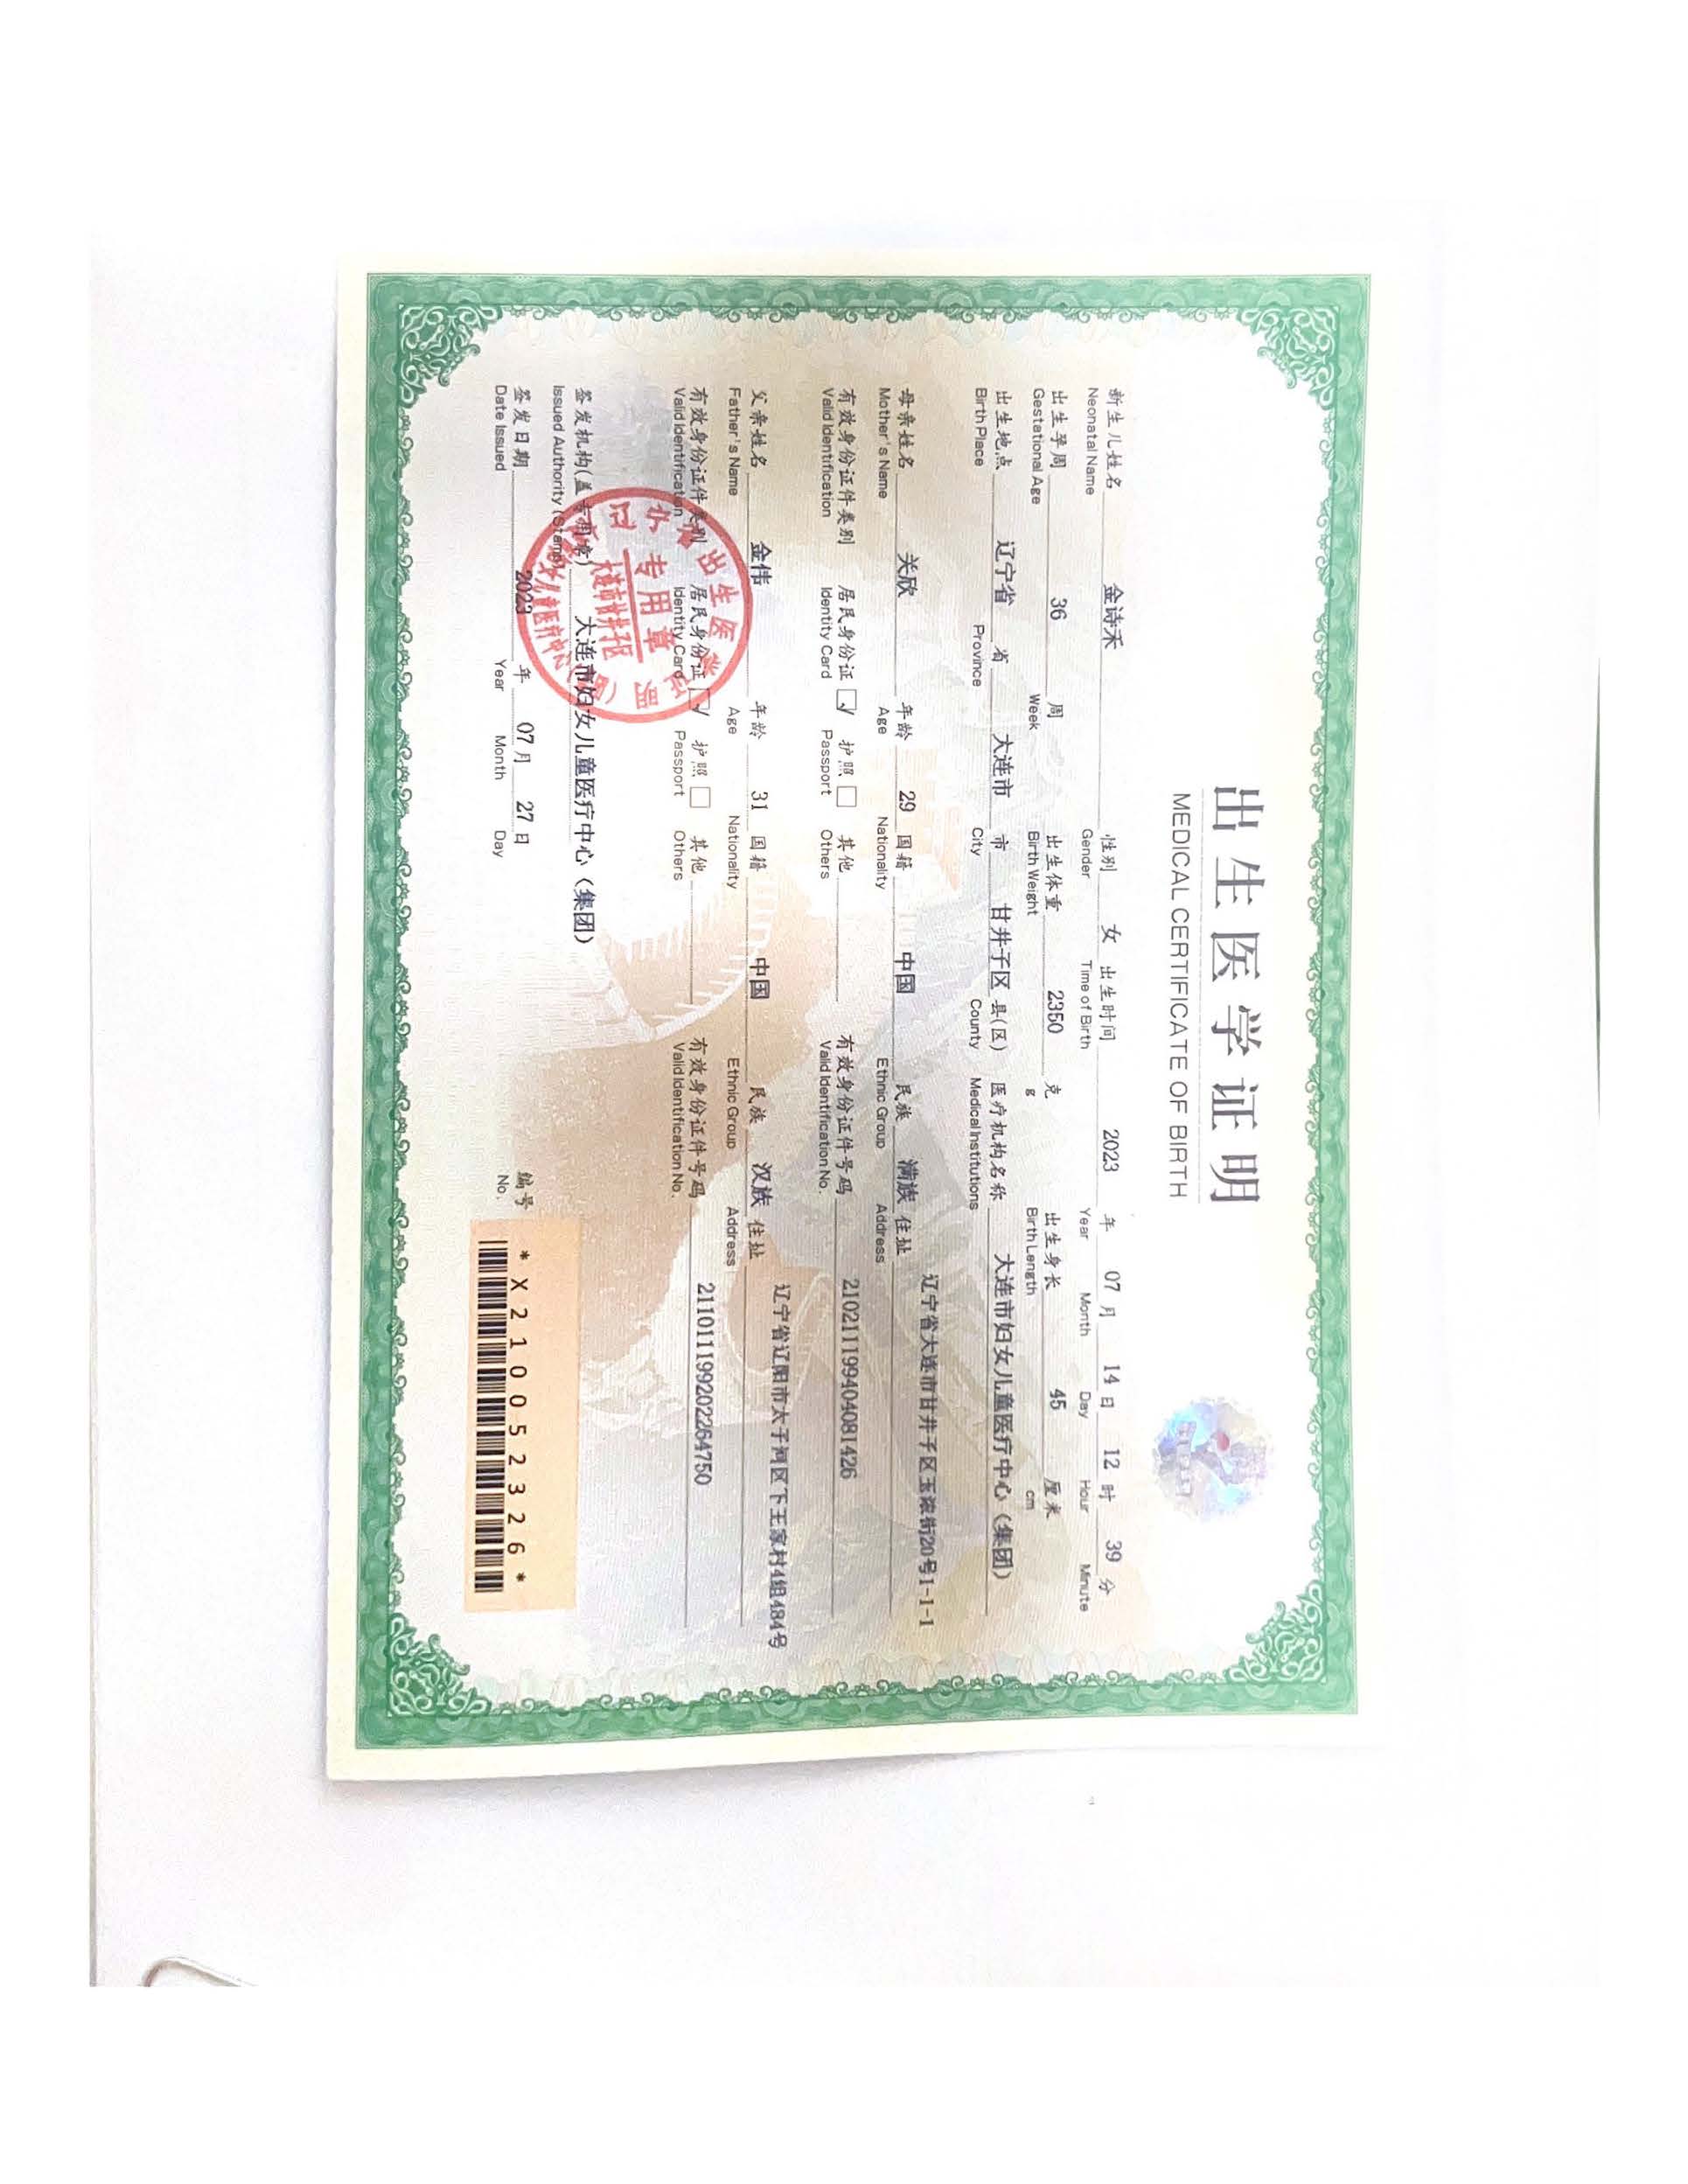 出生医学证明
MEDICAL CERTIFICATE OF BIRTH
新生儿姓名 金诗禾 性别 女 出生时间 2023 年 07 月 14 日 12 时 39 分
Neonatal Name Gender Time of Birth Year Month Day Hour Minute
出生孕周 36 周 出生体重 2350 克 出生身长 45 厘米
Gestational Age Week Birth Weight g Birth Length cm
出生地点 辽宁省 省 大连市 市 甘井子区 县(区) 医疗机构名称 大连市妇女儿童医疗中心（集团）
Birth Place Province City County Medical Institutions
辽宁省大连市甘井子区玉浓街20号1-1-1
母亲姓名 关欣 年龄 29 国籍 中国 民族 满族 住址
Mother's Name Age Nationality Ethnic Group Address
有效身份证件类别 居民身份证 ☑ 护照 □ 其他 有效身份证件号码 210211199404081426
Valid Identification Identity Card Passport Others Valid Identification No.
辽宁省辽阳市太子河区下王家村4组484号
父亲姓名 金伟 年龄 31 国籍 中国 民族 汉族 住址
Father's Name Age Nationality Ethnic Group Address
有效身份证件类别 居民身份证 ☑ 护照 □ 其他 有效身份证件号码 211011199202264750
Valid Identification Identity Card Passport Others Valid Identification No.
签发机构(盖专用章) 大连市妇女儿童医疗中心（集团）
Issued Authority (Stamp)
签发日期 2023 年 07 月 27 日 编号 *X210052326*
Date Issued Year Month Day No.
辽宁省出生医学证明
专用章
大连市甘井子区